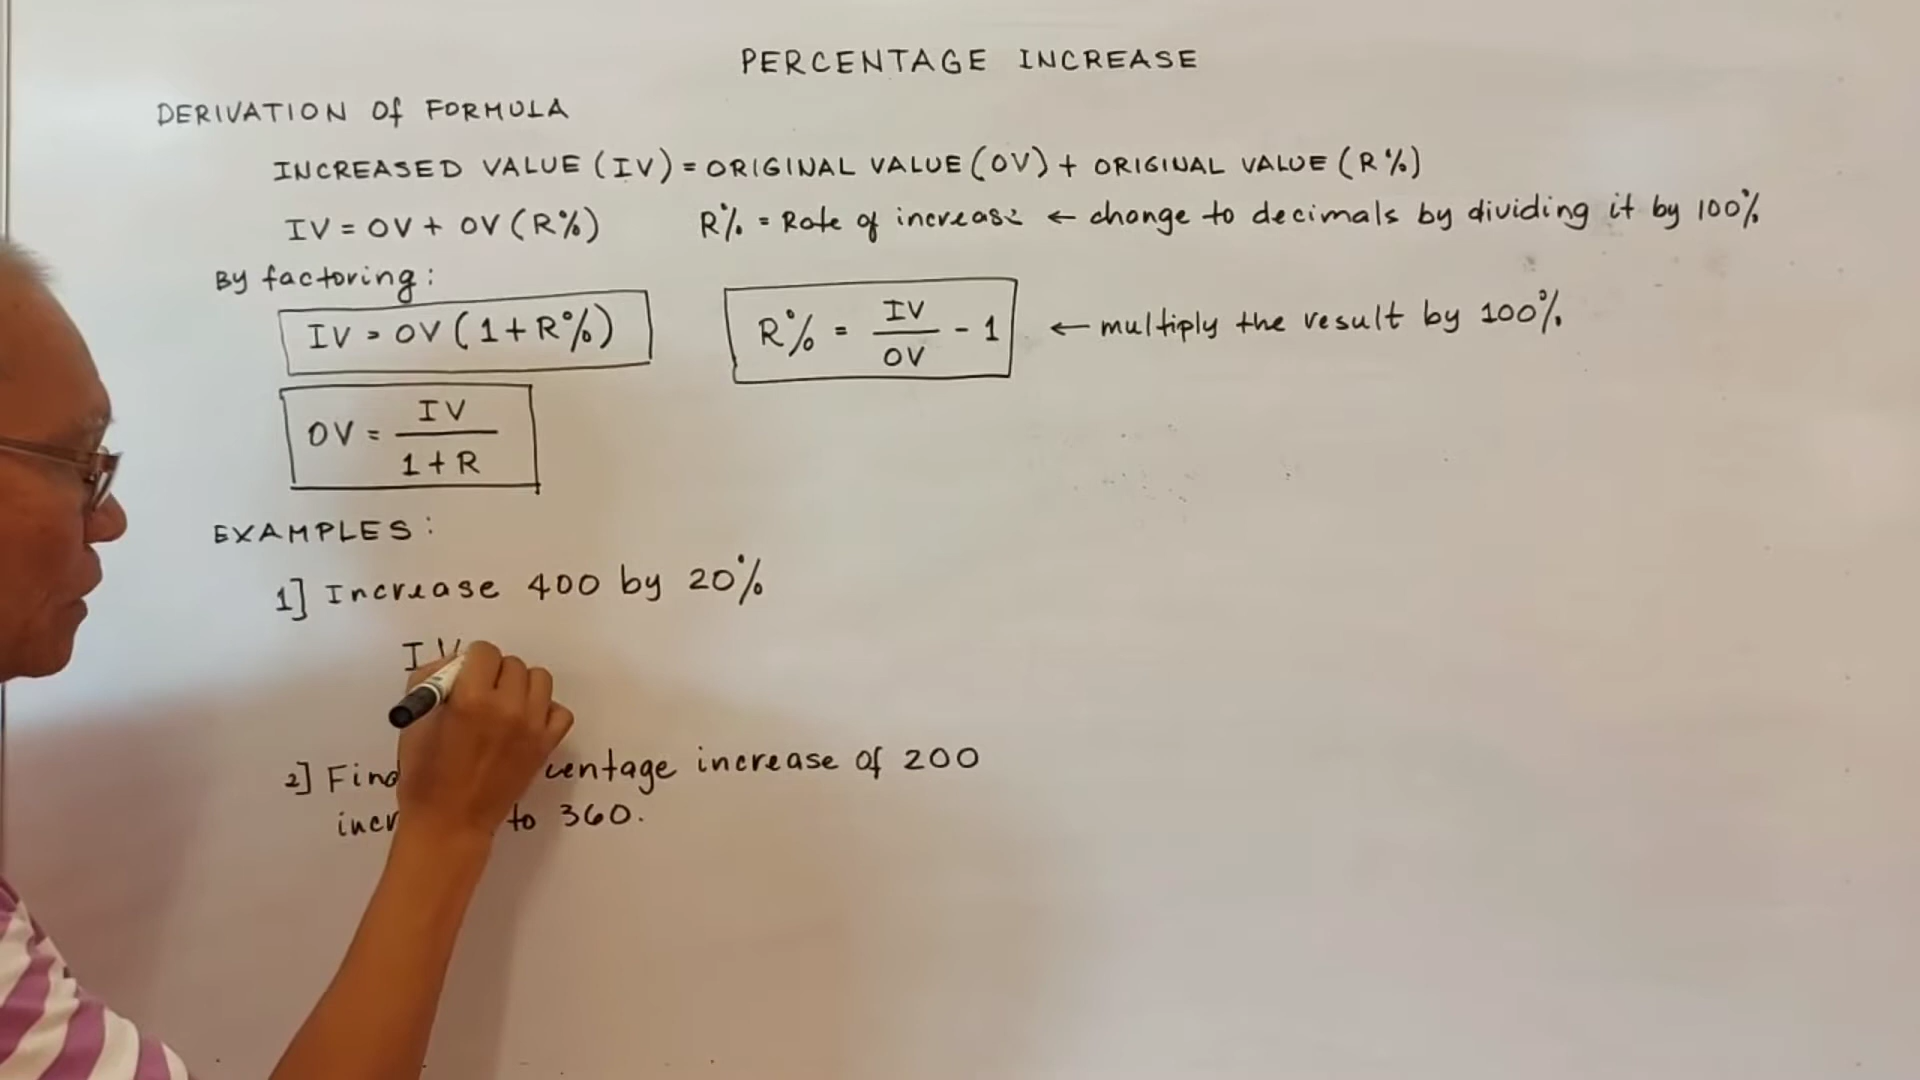 PERCENTAGE INCREASE
DERIVATION Of FORMULA
INCREASED VALUE (IV) = ORIGINAL VALUE (OV) + ORIGINAL VALUE (R%)
IV = OV + OV (R%) R% = Rate of increase ← change to decimals by dividing it by 100%
By factoring:
IV = OV (1 + R%) R% = IV / OV - 1 ← multiply the result by 100%
OV = IV / 1 + R
EXAMPLES:
1] Increase 400 by 20%
IV
2] Find centage increase of 200
incr to 360.